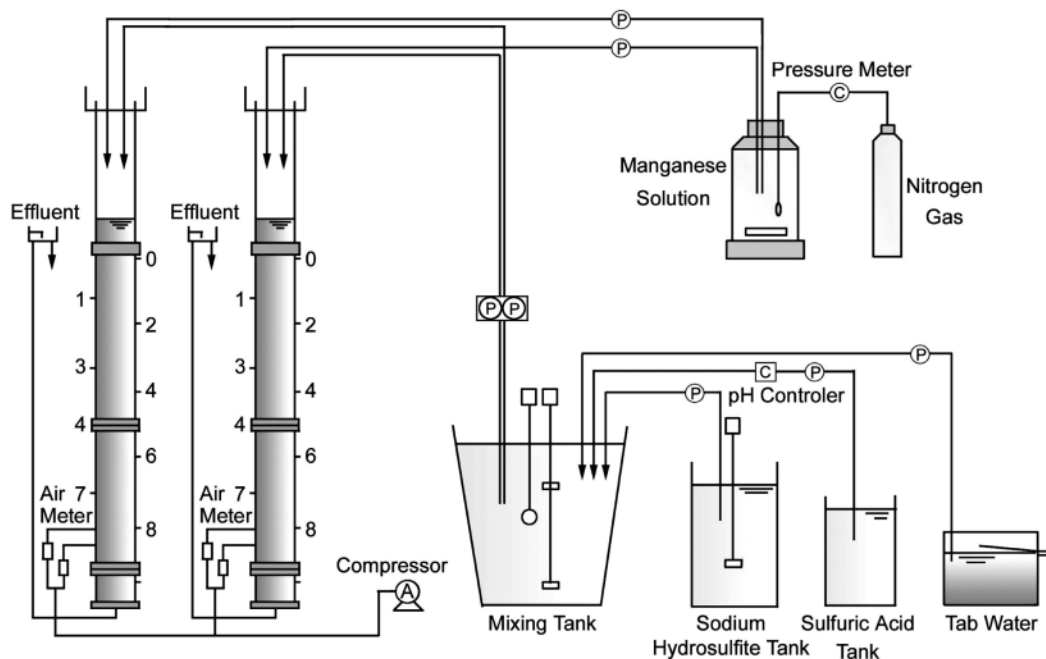 P
P
Pressure Meter
C
Manganese
Solution
Nitrogen
Gas
Effluent
Effluent
0
0
1
1
2
2
P P
3
3
P
C
P
4
4
P
pH Controler
4
4
6
6
Air 7
Meter
Air 7
Meter
8
8
Compressor
A
Mixing Tank
Sodium
Hydrosulfite Tank
Sulfuric Acid
Tank
Tab Water